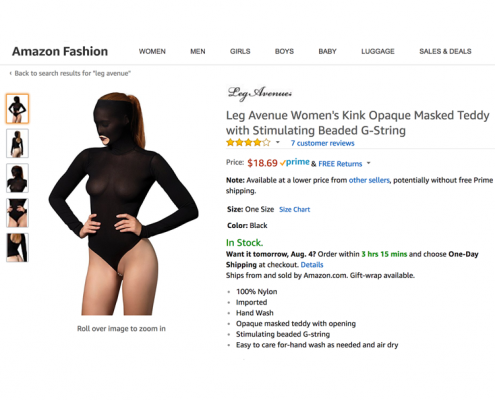 Amazon Fashion WOMEN MEN GIRLS BOYS BABY LUGGAGE SALES & DEALS
‹ Back to search results for "leg avenue"
Leg Avenue
Leg Avenue Women's Kink Opaque Masked Teddy
with Stimulating Beaded G-String
7 customer reviews
Price: $18.69 prime & FREE Returns
Note: Available at a lower price from other sellers, potentially without free Prime
shipping.
Size: One Size Size Chart
Color: Black
In Stock.
Want it tomorrow, Aug. 4? Order within 3 hrs 15 mins and choose One-Day
Shipping at checkout. Details
Ships from and sold by Amazon.com. Gift-wrap available.
• 100% Nylon
• Imported
• Hand Wash
• Opaque masked teddy with opening
• Stimulating beaded G-string
• Easy to care for-hand wash as needed and air dry
Roll over image to zoom in